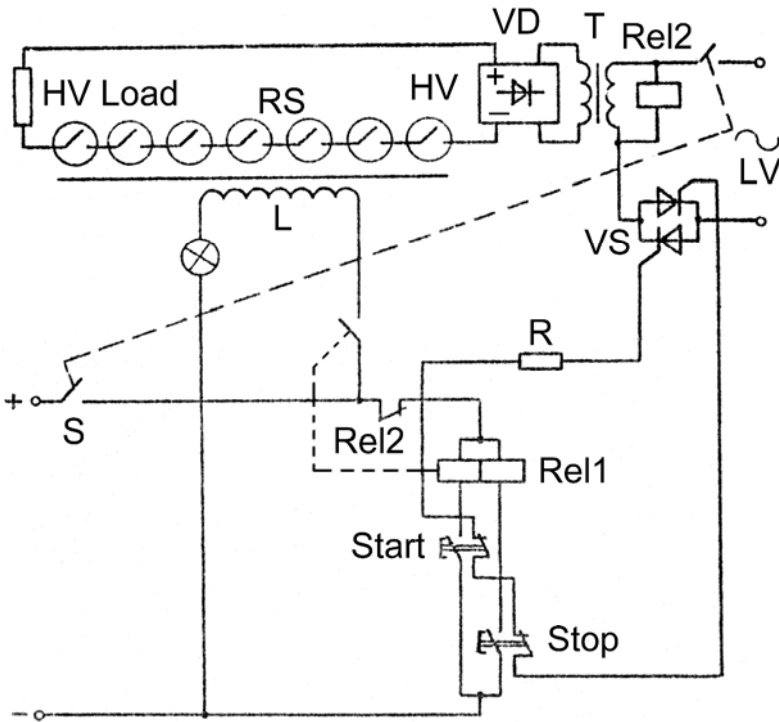 VD
T
Rel2
HV Load
RS
HV
+
−
L
LV
VS
R
+
S
Rel2
Rel1
Start
Stop
−